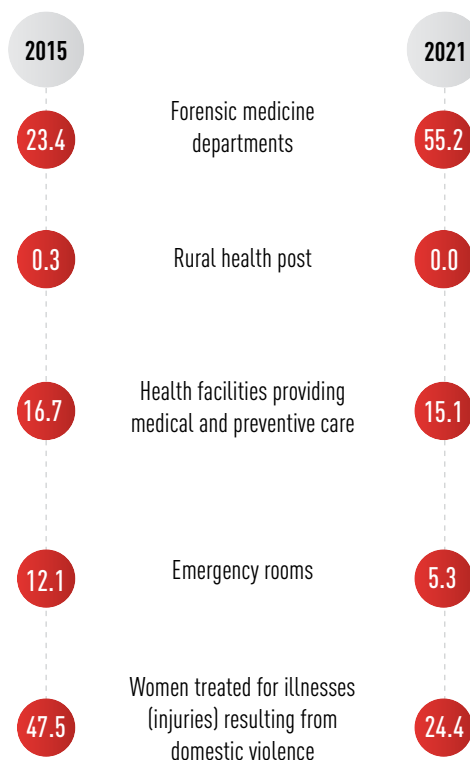 2015
2021
23.4
Forensic medicine
departments
55.2
0.3
Rural health post
0.0
16.7
Health facilities providing
medical and preventive care
15.1
12.1
Emergency rooms
5.3
47.5
Women treated for illnesses
(injuries) resulting from
domestic violence
24.4